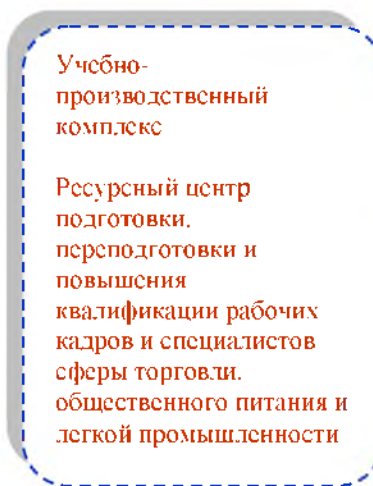 Учебно-
производственный
комплекс
Ресурсный центр
подготовки,
переподготовки и
повышения
квалификации рабочих
кадров и специалистов
сферы торговли,
общественного питания и
легкой промышленности